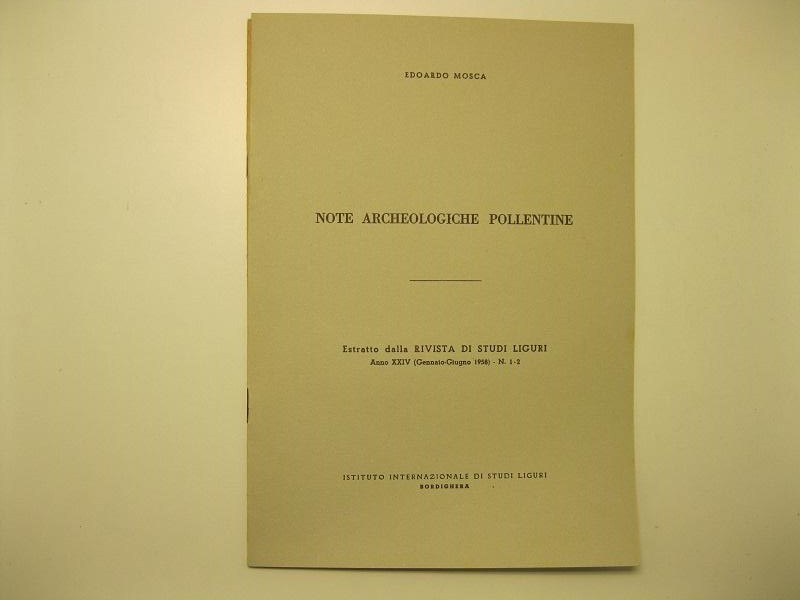 EDOARDO MOSCA
NOTE ARCHEOLOGICHE POLLENTINE
Estratto dalla RIVISTA DI STUDI LIGURI
Anno XXIV (Gennaio-Giugno 1958) - N. 1-2
ISTITUTO INTERNAZIONALE DI STUDI LIGURI
BORDIGHERA